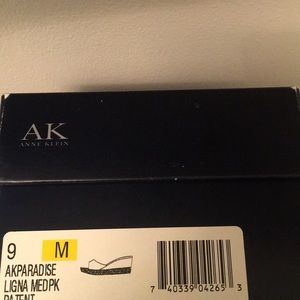 AK
ANNE KLEIN
9 M
AKPARADISE
LIGNA MEDPK
PATENT
7 40339 04265 3